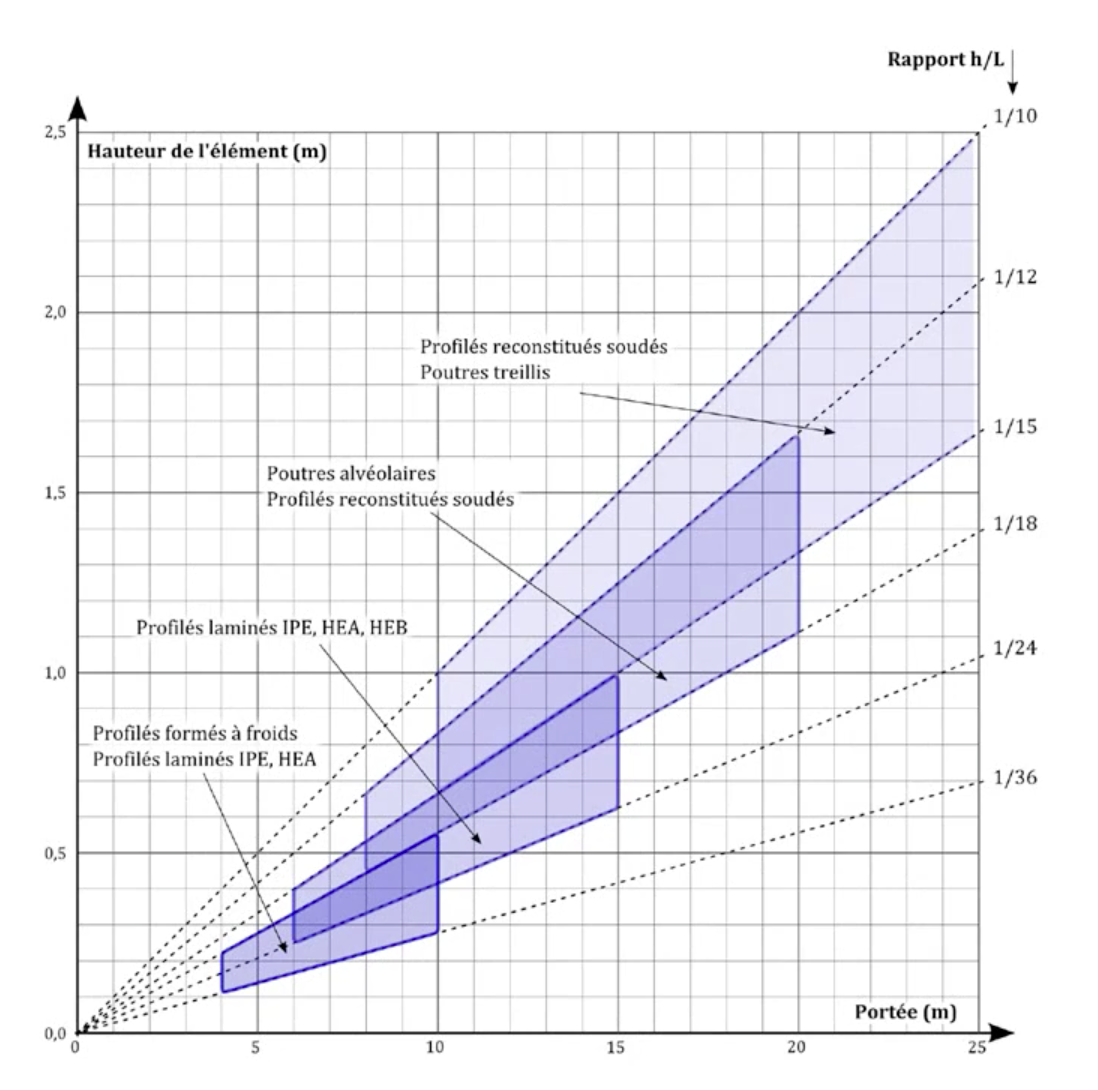 Rapport h/L
1/10
2,5
Hauteur de l'élément (m)
1/12
2,0
Profilés reconstitués soudés
Poutres treillis
1/15
Poutres alvéolaires
1,5
Profilés reconstitués soudés
1/18
Profilés laminés IPE, HEA, HEB
1/24
1,0
Profilés formés à froids
Profilés laminés IPE, HEA
1/36
0,5
Portée (m)
0,0
0
5
10
15
20
25